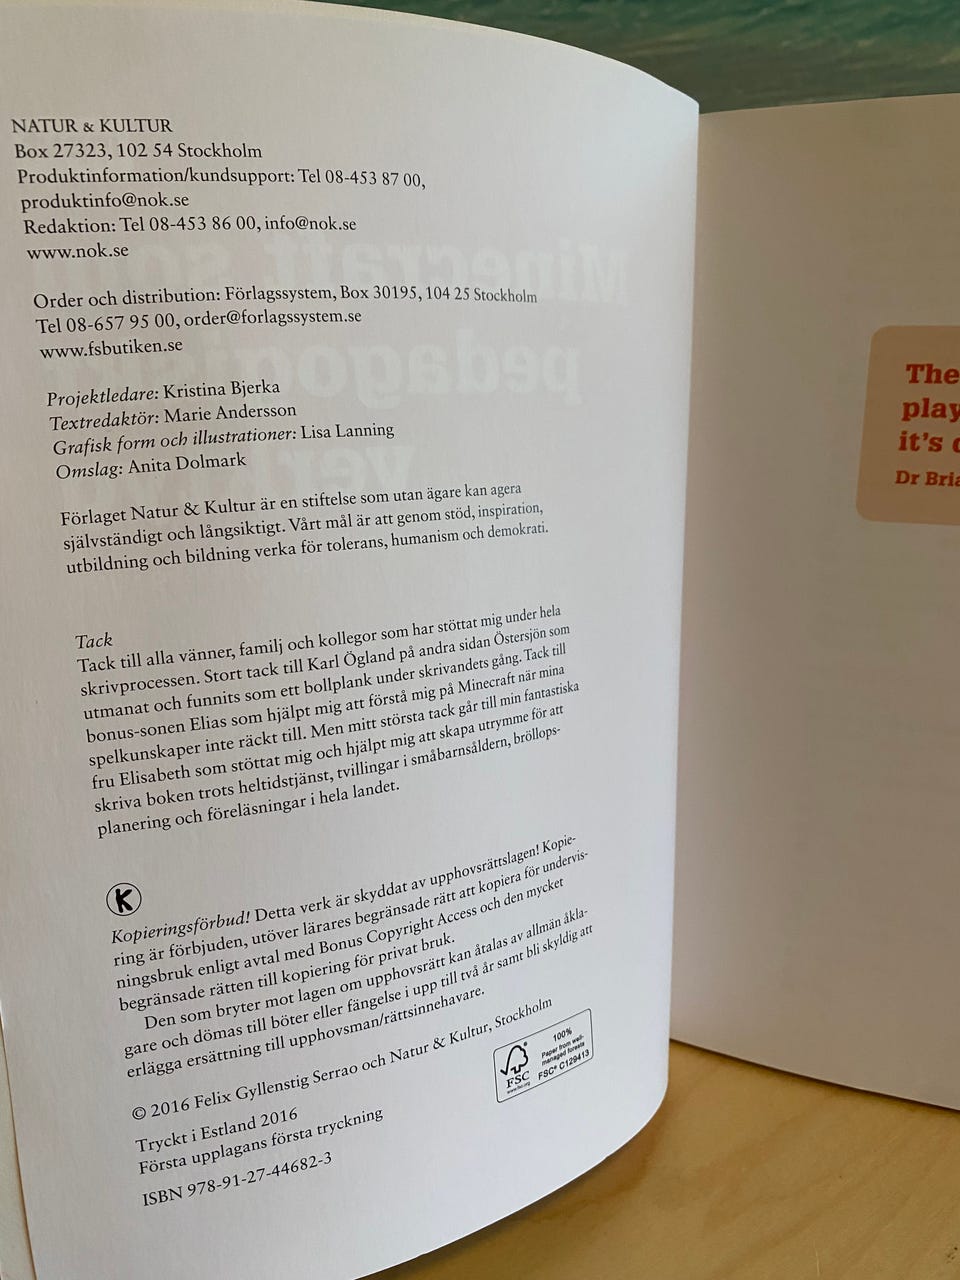 NATUR & KULTUR
Box 27323, 102 54 Stockholm
Produktinformation/kundsupport: Tel 08-453 87 00,
produktinfo@nok.se
Redaktion: Tel 08-453 86 00, info@nok.se
www.nok.se
Order och distribution: Förlagssystem, Box 30195, 104 25 Stockholm
Tel 08-657 95 00, order@forlagssystem.se
www.fsbutiken.se
Projektledare: Kristina Bjerka
Textredaktör: Marie Andersson
Grafisk form och illustrationer: Lisa Lanning
Omslag: Anita Dolmark
Förlaget Natur & Kultur är en stiftelse som utan ägare kan agera
självständigt och långsiktigt. Vårt mål är att genom stöd, inspiration,
utbildning och bildning verka för tolerans, humanism och demokrati.
Tack
Tack till alla vänner, familj och kollegor som har stöttat mig under hela
skrivprocessen. Stort tack till Karl Ögland på andra sidan Östersjön som
utmanat och funnits som ett bollplank under skrivandets gång. Tack till
bonus-sonen Elias som hjälpt mig att förstå mig på Minecraft när mina
spelkunskaper inte räckt till. Men mitt största tack går till min fantastiska
fru Elisabeth som stöttat mig och hjälpt mig att skapa utrymme för att
skriva boken trots heltidstjänst, tvillingar i småbarnsåldern, bröllops-
planering och föreläsningar i hela landet.
K
Kopieringsförbud! Detta verk är skyddat av upphovsrättslagen! Kopie-
ring är förbjuden, utöver lärares begränsade rätt att kopiera för undervis-
ningsbruk enligt avtal med Bonus Copyright Access och den mycket
begränsade rätten till kopiering för privat bruk.
Den som bryter mot lagen om upphovsrätt kan åtalas av allmän åkla-
gare och dömas till böter eller fängelse i upp till två år samt bli skyldig att
erlägga ersättning till upphovsman/rättsinnehavare.
© 2016 Felix Gyllenstig Serrao och Natur & Kultur, Stockholm
Tryckt i Estland 2016
Första upplagans första tryckning
ISBN 978-91-27-44682-3
FSC
www.fsc.org
100%
Paper from well-
managed forests
FSC® C129413
The
play
it's
Dr